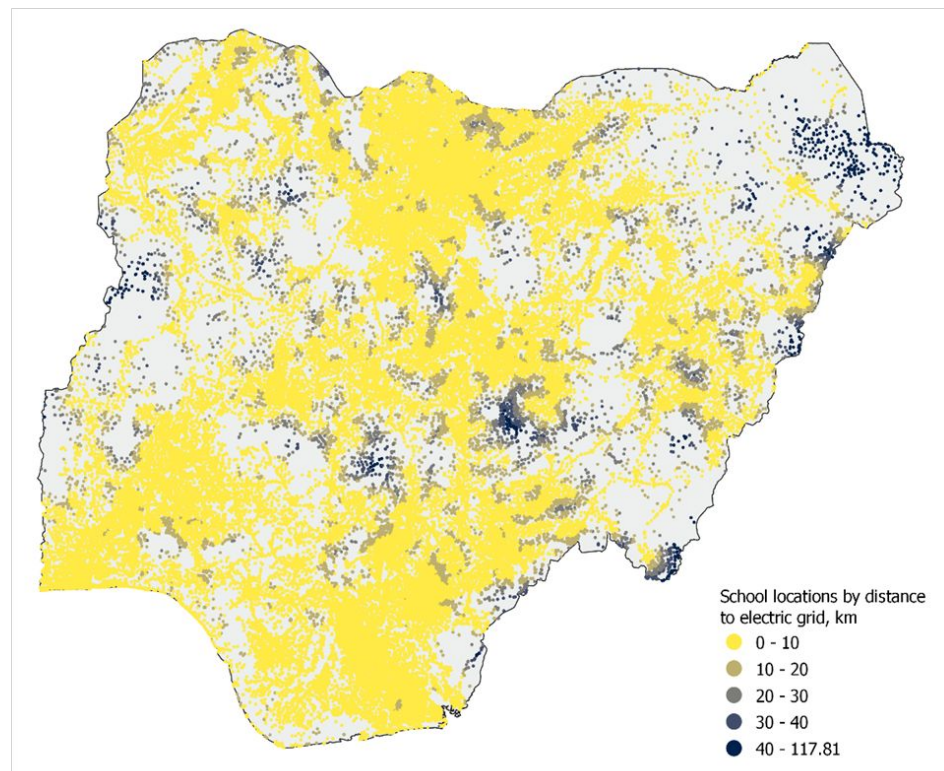 School locations by distance
to electric grid, km
0 - 10
10 - 20
20 - 30
30 - 40
40 - 117.81